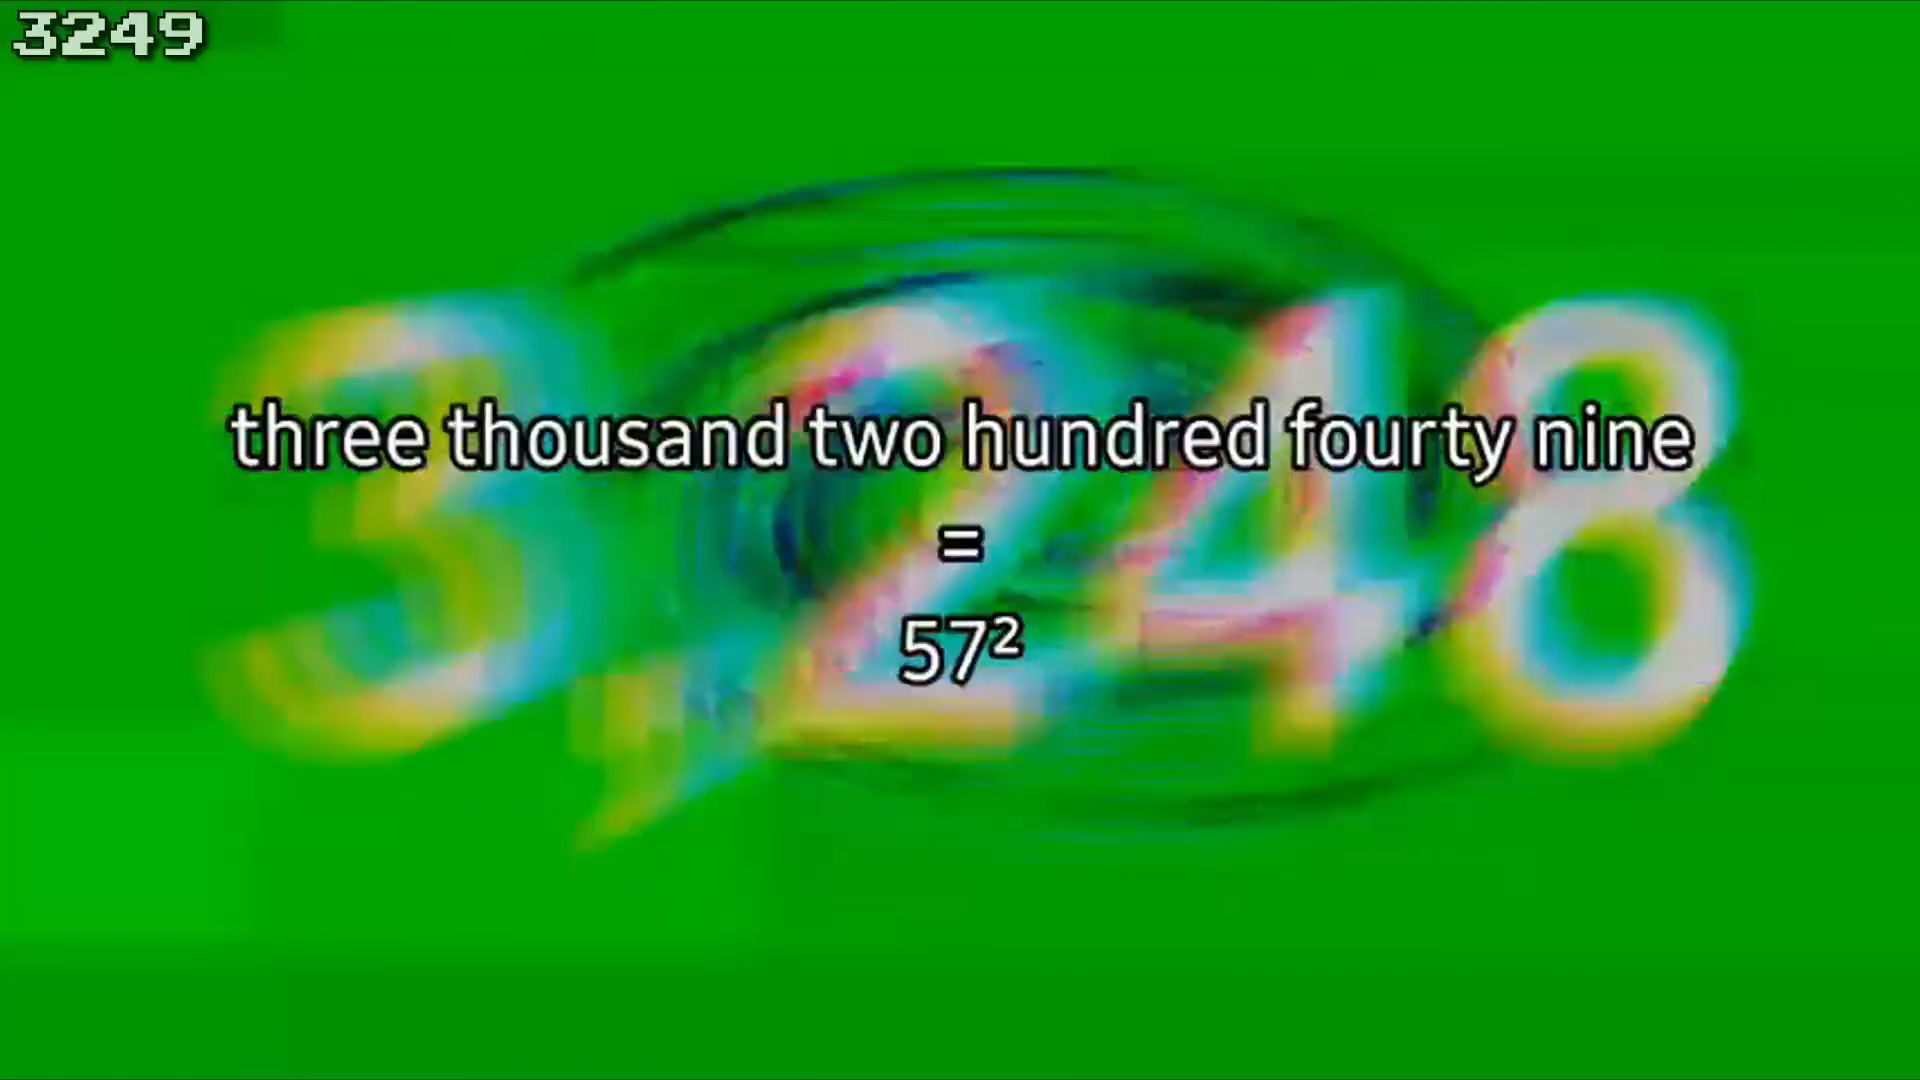 3249
3,248
three thousand two hundred fourty nine
=
57²